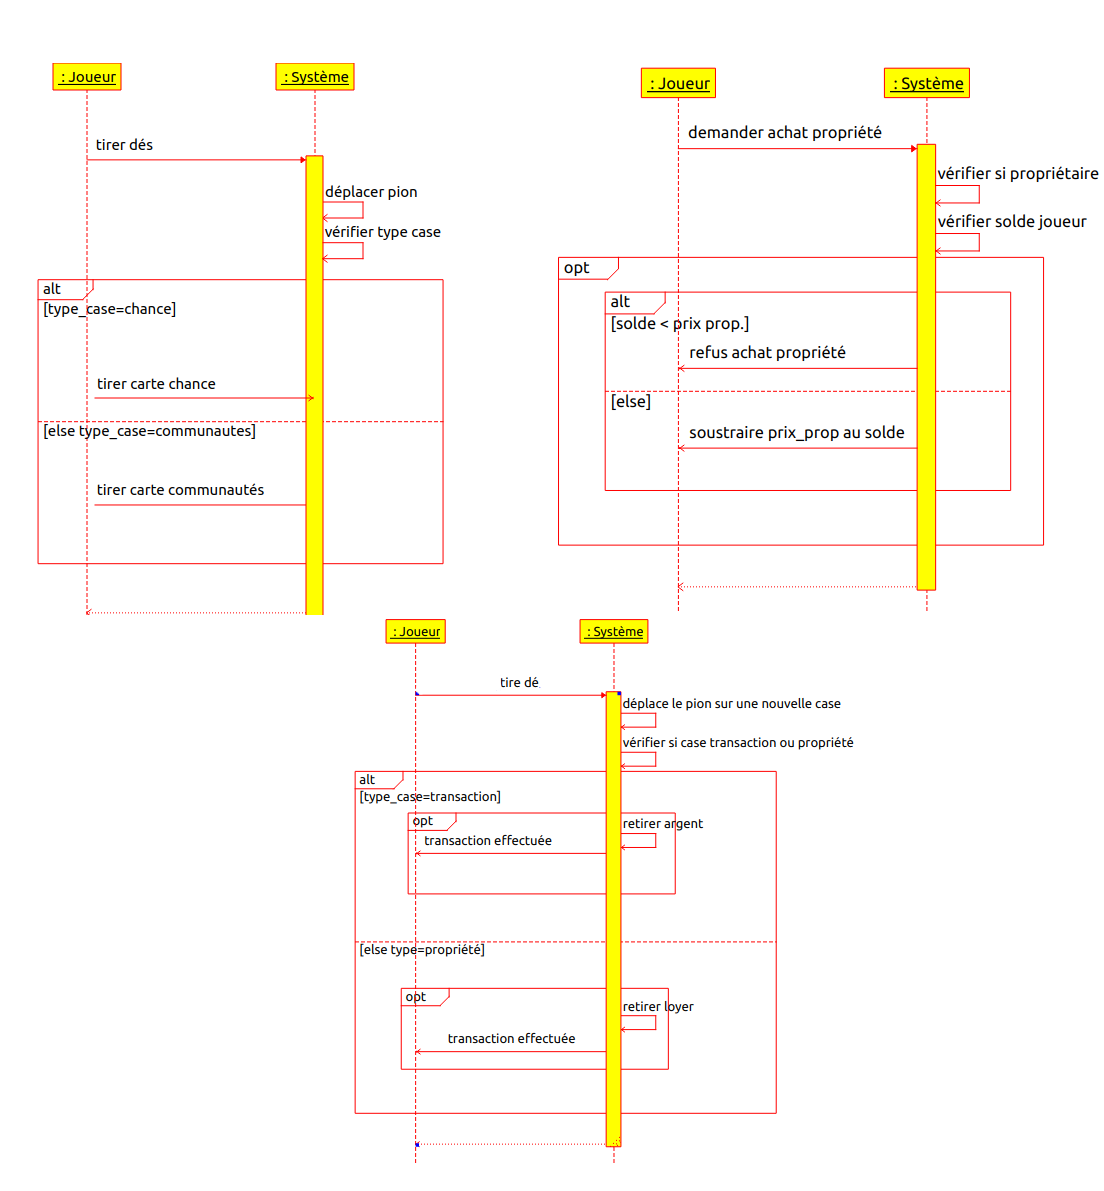 : Joueur
: Système
tirer dés
déplacer pion
vérifier type case
alt
[type_case=chance]
tirer carte chance
[else type_case=communautes]
tirer carte communautés
: Joueur
: Système
demander achat propriété
vérifier si propriétaire
vérifier solde joueur
opt
alt
[solde < prix prop.]
refus achat propriété
[else]
soustraire prix_prop au solde
: Joueur
: Système
tire dé
déplace le pion sur une nouvelle case
vérifier si case transaction ou propriété
alt
[type_case=transaction]
opt
retirer argent
transaction effectuée
[else type=propriété]
opt
retirer loyer
transaction effectuée